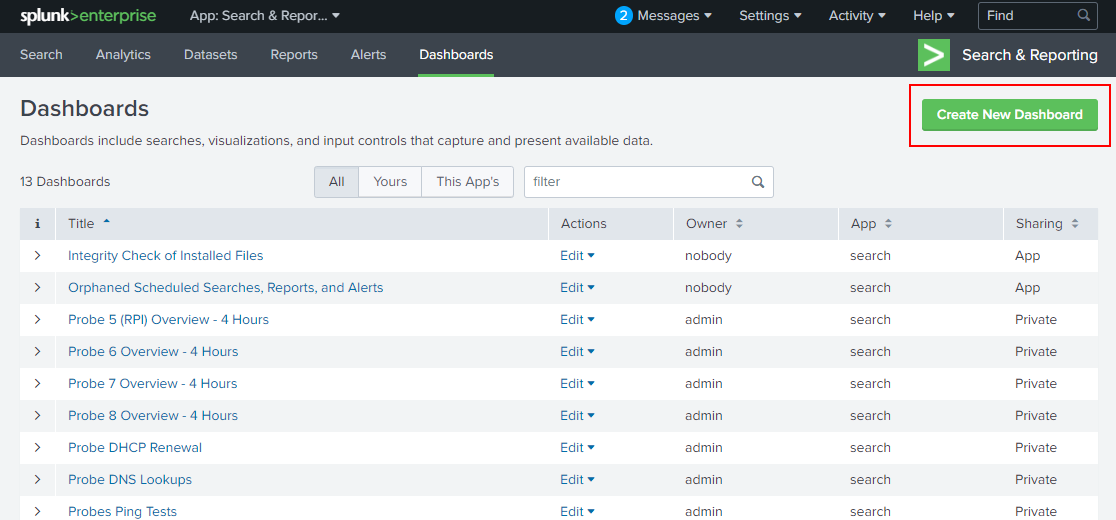 splunk>enterprise App: Search & Repor... 2 Messages Settings Activity Help Find
Search Analytics Datasets Reports Alerts Dashboards Search & Reporting
Dashboards
Create New Dashboard
Dashboards include searches, visualizations, and input controls that capture and present available data.
13 Dashboards All Yours This App's filter
i Title Actions Owner App Sharing
Integrity Check of Installed Files Edit nobody search App
Orphaned Scheduled Searches, Reports, and Alerts Edit nobody search App
Probe 5 (RPI) Overview - 4 Hours Edit admin search Private
Probe 6 Overview - 4 Hours Edit admin search Private
Probe 7 Overview - 4 Hours Edit admin search Private
Probe 8 Overview - 4 Hours Edit admin search Private
Probe DHCP Renewal Edit admin search Private
Probe DNS Lookups Edit admin search Private
Probes Ping Tests Edit admin search Private